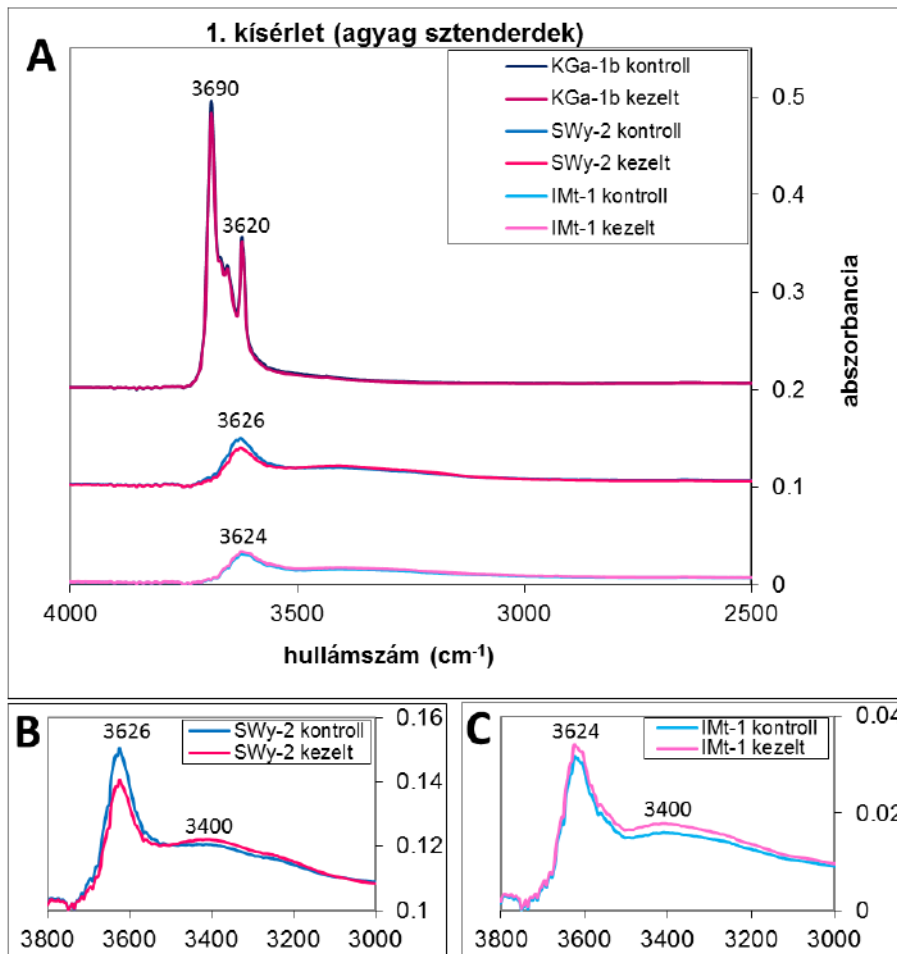 1. kísérlet (agyag sztenderdek)
A
KGa-1b kontroll
KGa-1b kezelt
SWy-2 kontroll
SWy-2 kezelt
IMt-1 kontroll
IMt-1 kezelt
3690
3620
3626
3624
0.5
0.4
0.3
0.2
0.1
0
abszorbancia
4000 3500 3000 2500
hullámszám (cm⁻¹)
B
3626
SWy-2 kontroll
SWy-2 kezelt
3400
0.16
0.14
0.12
0.1
3800 3600 3400 3200 3000
C
3624
IMt-1 kontroll
IMt-1 kezelt
3400
0.04
0.02
0
3800 3600 3400 3200 3000